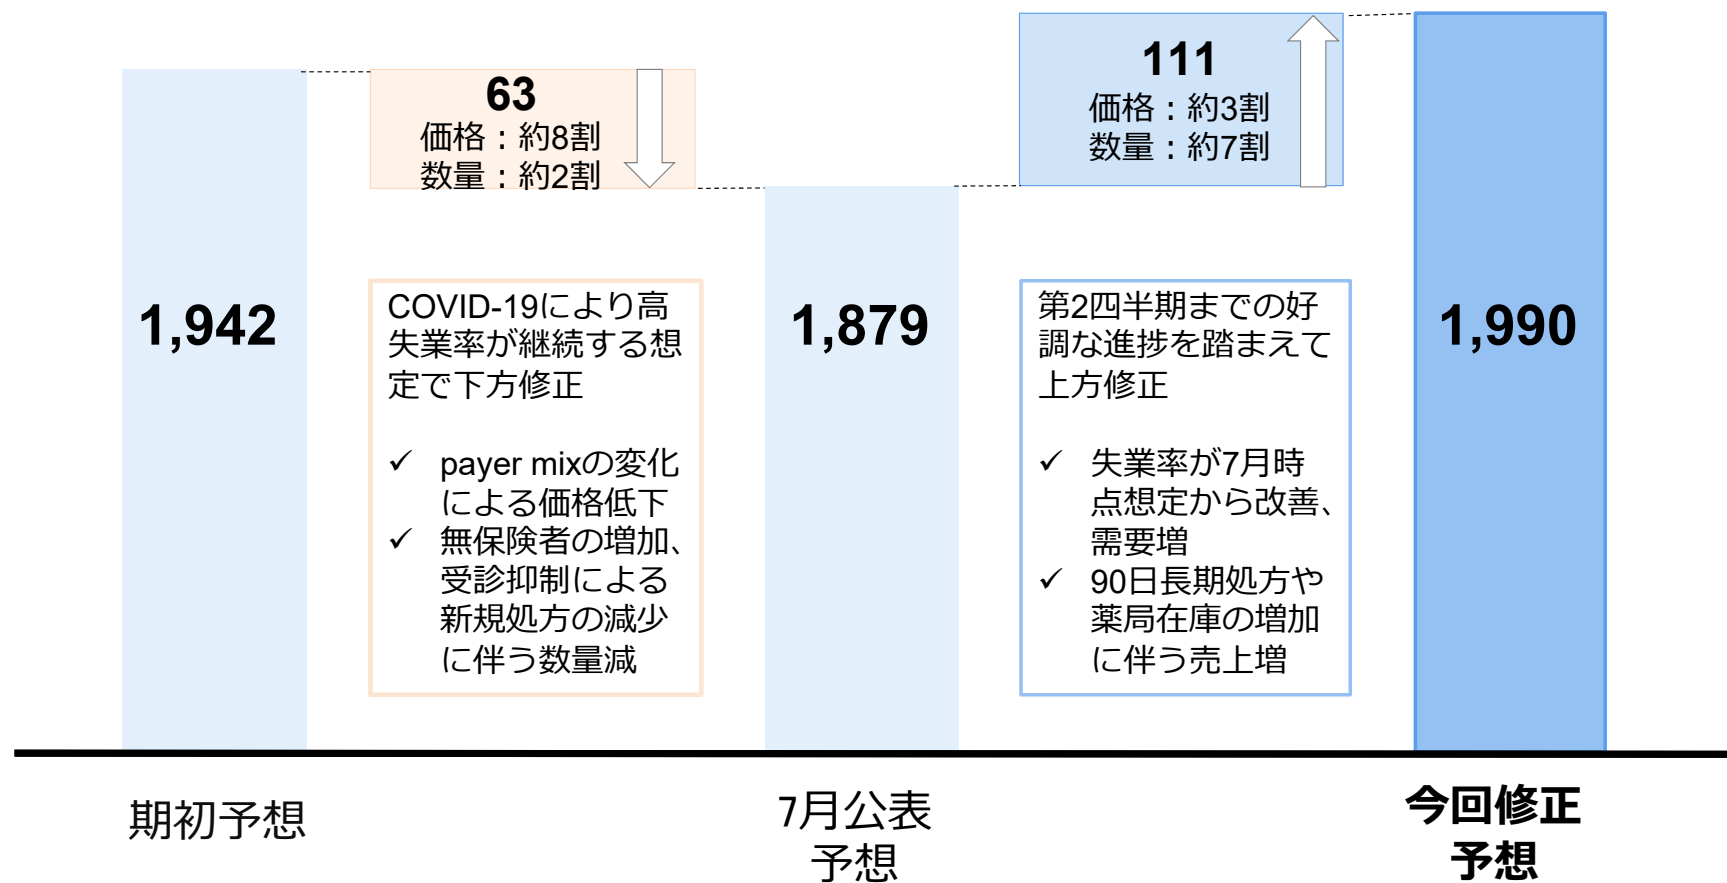 1,942
63
価格：約8割
数量：約2割
COVID-19により高
失業率が継続する想
定で下方修正
✓ payer mixの変化
による価格低下
✓ 無保険者の増加、
受診抑制による
新規処方の減少
に伴う数量減
1,879
111
価格：約3割
数量：約7割
第2四半期までの好
調な進捗を踏まえて
上方修正
✓ 失業率が7月時
点想定から改善、
需要増
✓ 90日長期処方や
薬局在庫の増加
に伴う売上増
1,990
期初予想
7月公表
予想
今回修正
予想